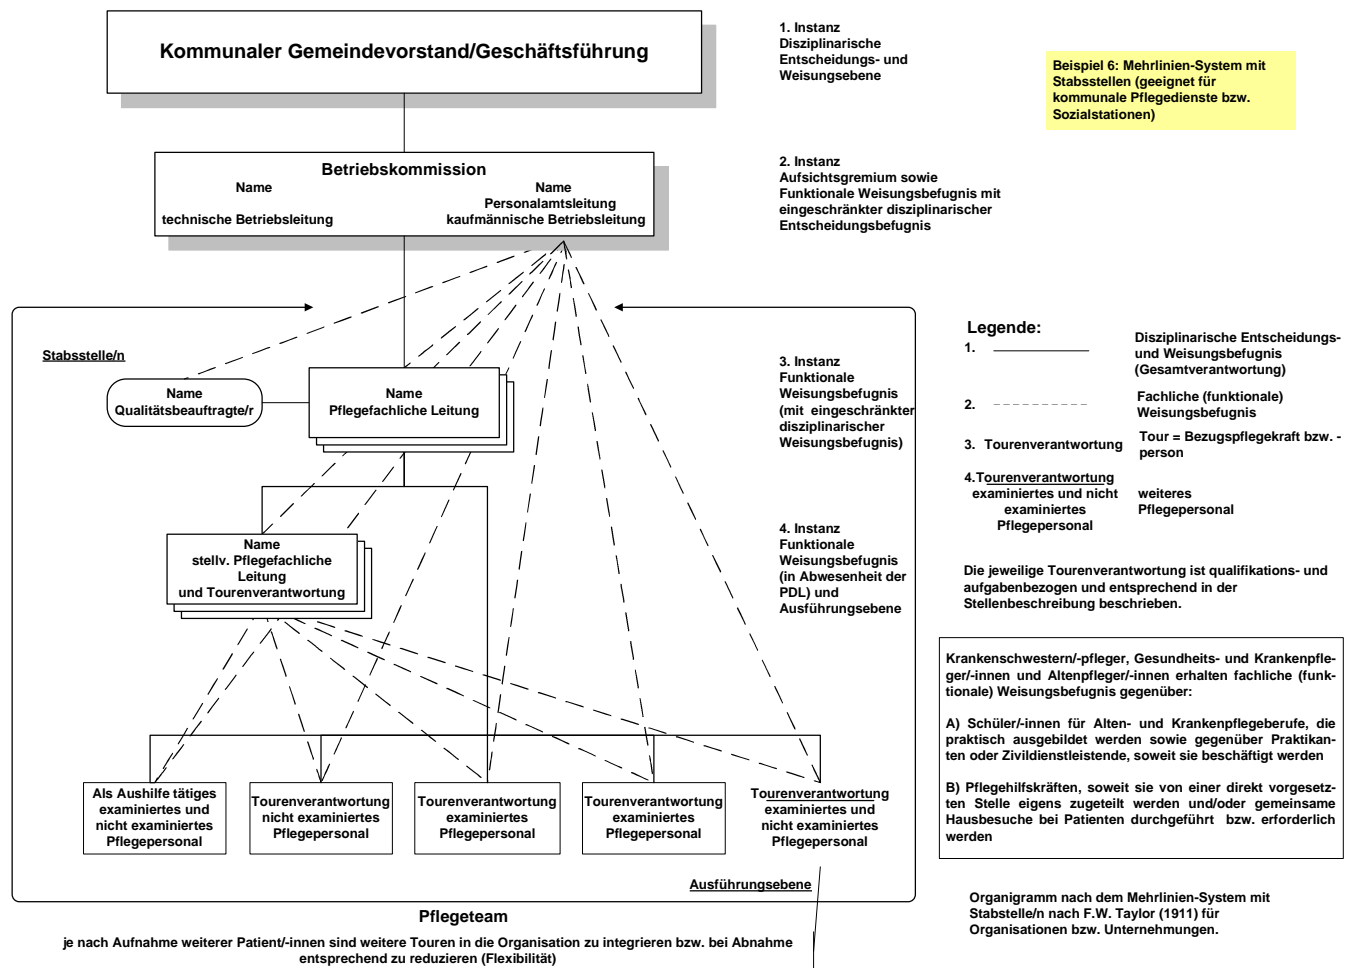 Kommunaler Gemeindevorstand/Geschäftsführung
1. Instanz
Disziplinarische
Entscheidungs- und
Weisungsebene
Beispiel 6: Mehrlinien-System mit
Stabsstellen (geeignet für
kommunale Pflegedienste bzw.
Sozialstationen)
Betriebskommission
Name
technische Betriebsleitung
Name
Personalamtsleitung
kaufmännische Betriebsleitung
2. Instanz
Aufsichtsgremium sowie
Funktionale Weisungsbefugnis mit
eingeschränkter disziplinarischer
Entscheidungsbefugnis
Stabsstelle/n
Name
Qualitätsbeauftragte/r
Name
Pflegefachliche Leitung
3. Instanz
Funktionale
Weisungsbefugnis
(mit eingeschränkter
disziplinarischer
Weisungsbefugnis)
Name
stellv. Pflegefachliche
Leitung
und Tourenverantwortung
4. Instanz
Funktionale
Weisungsbefugnis
(in Abwesenheit der
PDL) und
Ausführungsebene
Legende:
1.
Disziplinarische Entscheidungs-
und Weisungsbefugnis
(Gesamtverantwortung)
2.
Fachliche (funktionale)
Weisungsbefugnis
3. Tourenverantwortung
Tour = Bezugspflegekraft bzw. -
person
4.Tourenverantwortung
examiniertes und nicht
examiniertes
Pflegepersonal
weiteres
Pflegepersonal
Die jeweilige Tourenverantwortung ist qualifikations- und
aufgabenbezogen und entsprechend in der
Stellenbeschreibung beschrieben.
Krankenschwestern/-pfleger, Gesundheits- und Krankenpfle-
ger/-innen und Altenpfleger/-innen erhalten fachliche (funk-
tionale) Weisungsbefugnis gegenüber:
A) Schüler/-innen für Alten- und Krankenpflegeberufe, die
praktisch ausgebildet werden sowie gegenüber Praktikan-
ten oder Zivildienstleistende, soweit sie beschäftigt werden
B) Pflegehilfskräften, soweit sie von einer direkt vorgesetz-
ten Stelle eigens zugeteilt werden und/oder gemeinsame
Hausbesuche bei Patienten durchgeführt bzw. erforderlich
werden
Als Aushilfe tätiges
examiniertes und
nicht examiniertes
Pflegepersonal
Tourenverantwortung
nicht examiniertes
Pflegepersonal
Tourenverantwortung
examiniertes
Pflegepersonal
Tourenverantwortung
examiniertes
Pflegepersonal
Tourenverantwortung
examiniertes und
nicht examiniertes
Pflegepersonal
Ausführungsebene
Pflegeteam
je nach Aufnahme weiterer Patient/-innen sind weitere Touren in die Organisation zu integrieren bzw. bei Abnahme
entsprechend zu reduzieren (Flexibilität)
Organigramm nach dem Mehrlinien-System mit
Stabstelle/n nach F.W. Taylor (1911) für
Organisationen bzw. Unternehmungen.